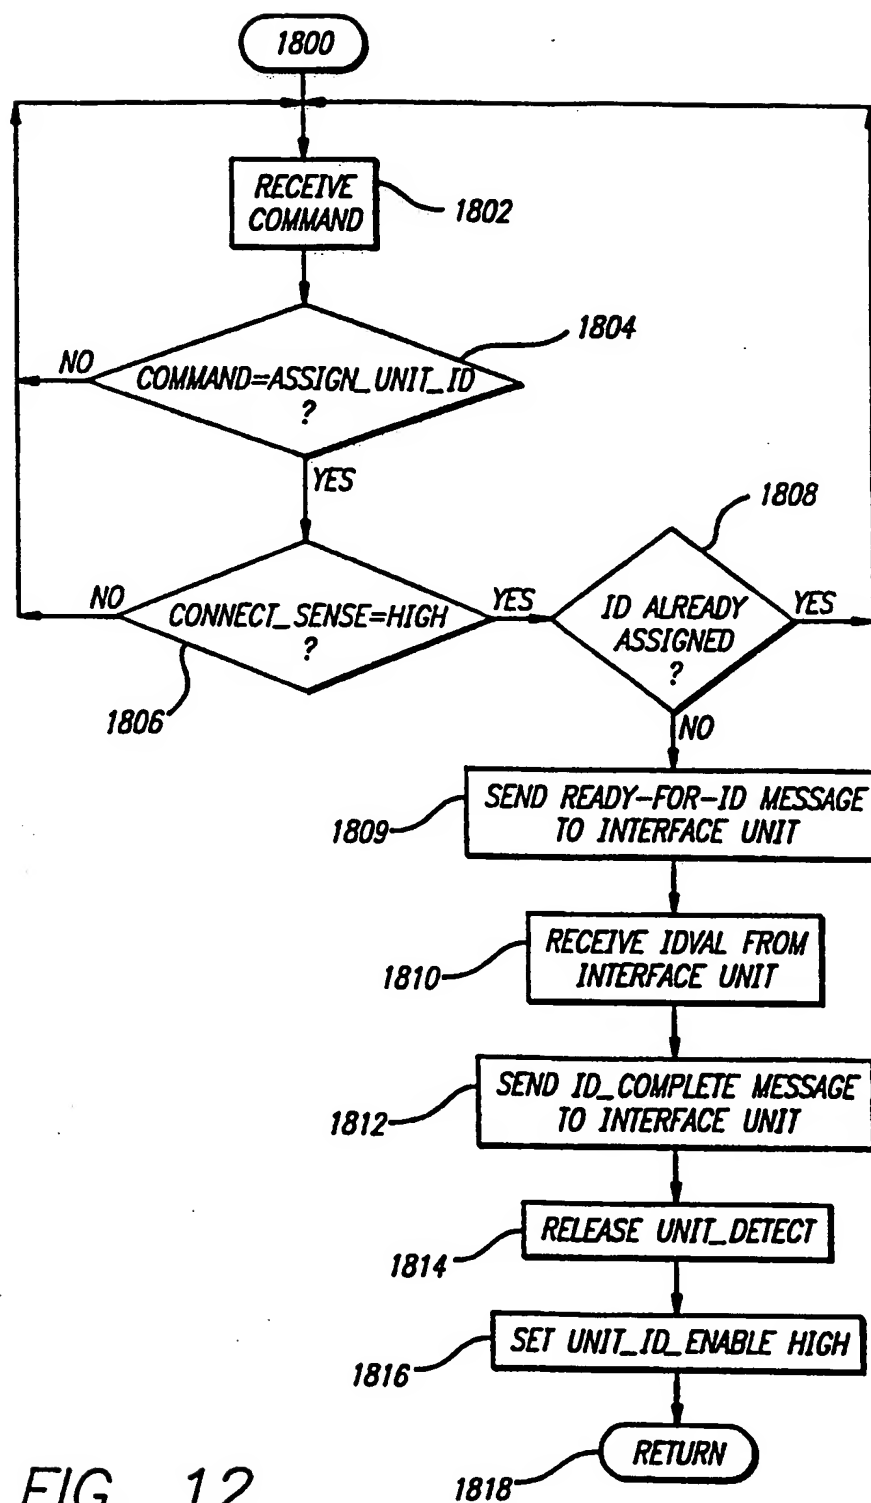 1800
RECEIVE
COMMAND
1802
1804
COMMAND=ASSIGN_UNIT_ID
?
NO
YES
1808
CONNECT_SENSE=HIGH
?
NO
YES
1806
ID ALREADY
ASSIGNED
?
YES
NO
SEND READY-FOR-ID MESSAGE
TO INTERFACE UNIT
1809
RECEIVE IDVAL FROM
INTERFACE UNIT
1810
SEND ID_COMPLETE MESSAGE
TO INTERFACE UNIT
1812
RELEASE UNIT_DETECT
1814
SET UNIT_ID_ENABLE HIGH
1816
RETURN
1818
FIG. 12